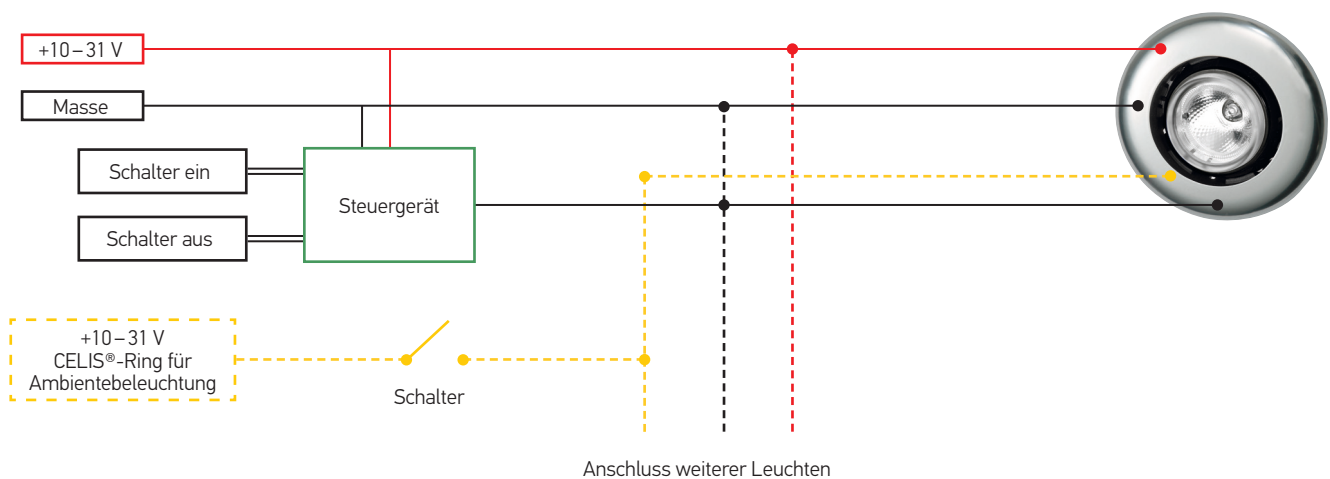 +10–31 V
Masse
Schalter ein
Steuergerät
Schalter aus
+10–31 V
CELIS®-Ring für
Ambientebeleuchtung
Schalter
Anschluss weiterer Leuchten